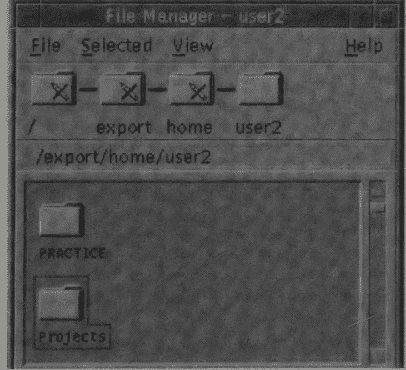 File Manager - user2
File Selected View Help
/ export home user2
/export/home/user2
PRACTICE
Projects